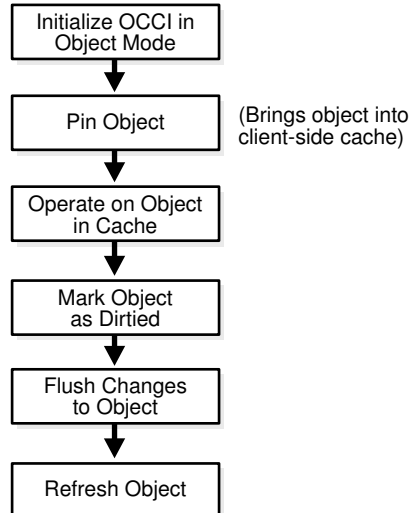 Initialize OCCI in
Object Mode
Pin Object
(Brings object into
client-side cache)
Operate on Object
in Cache
Mark Object
as Dirtied
Flush Changes
to Object
Refresh Object